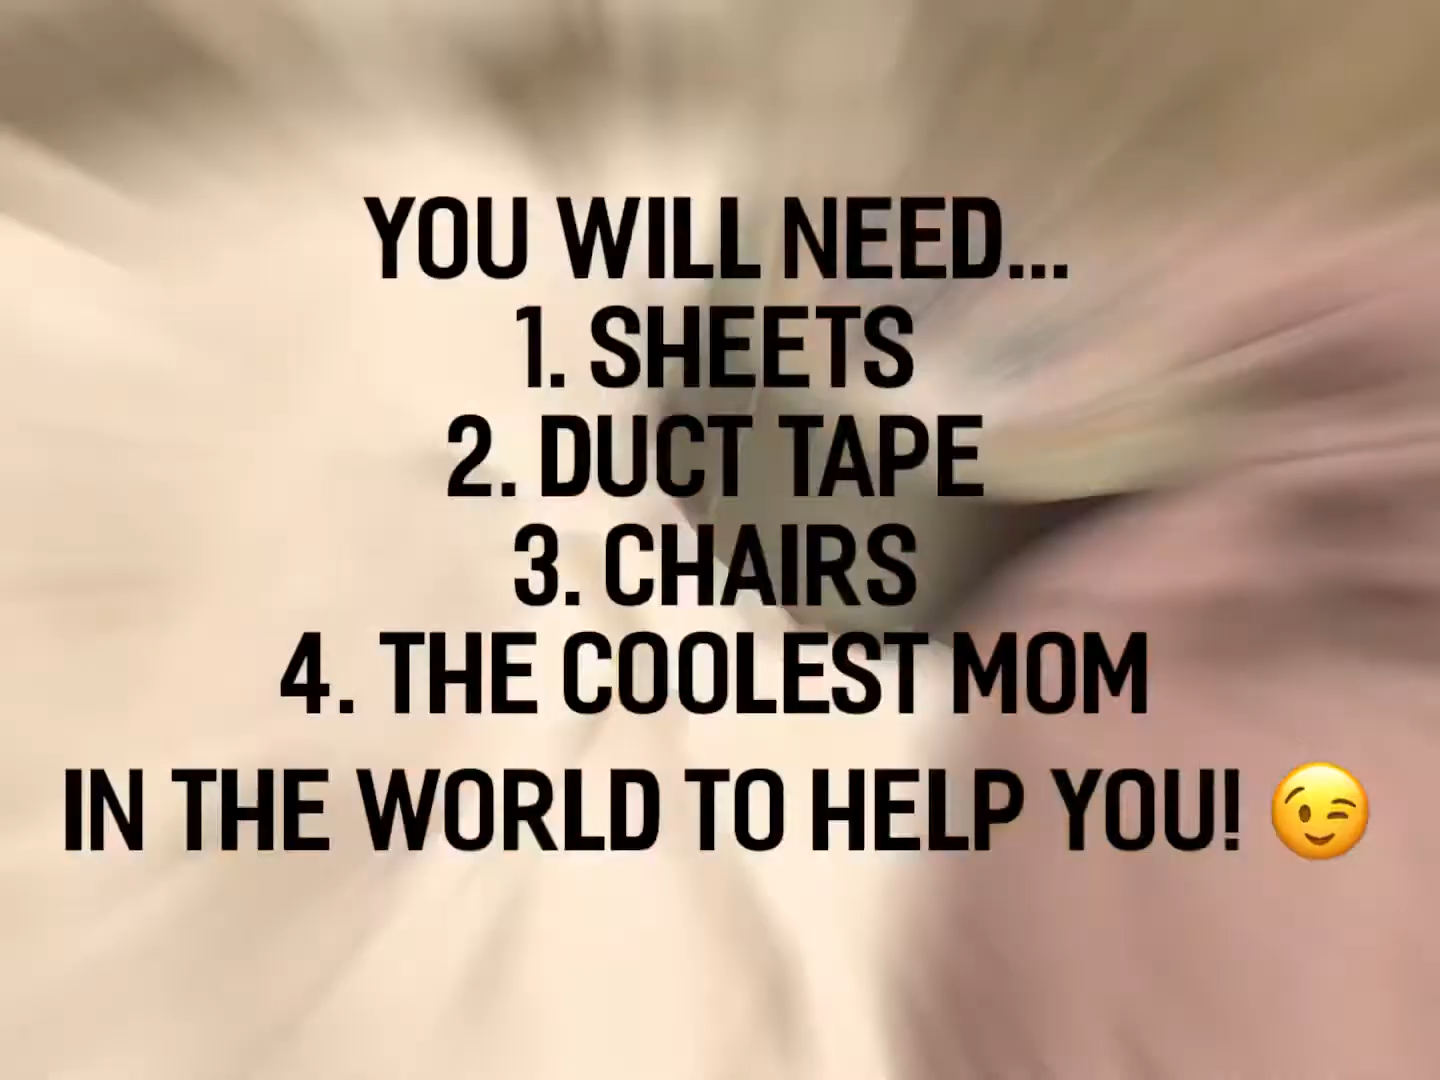 YOU WILL NEED...
1. SHEETS
2. DUCT TAPE
3. CHAIRS
4. THE COOLEST MOM
IN THE WORLD TO HELP YOU! 😉